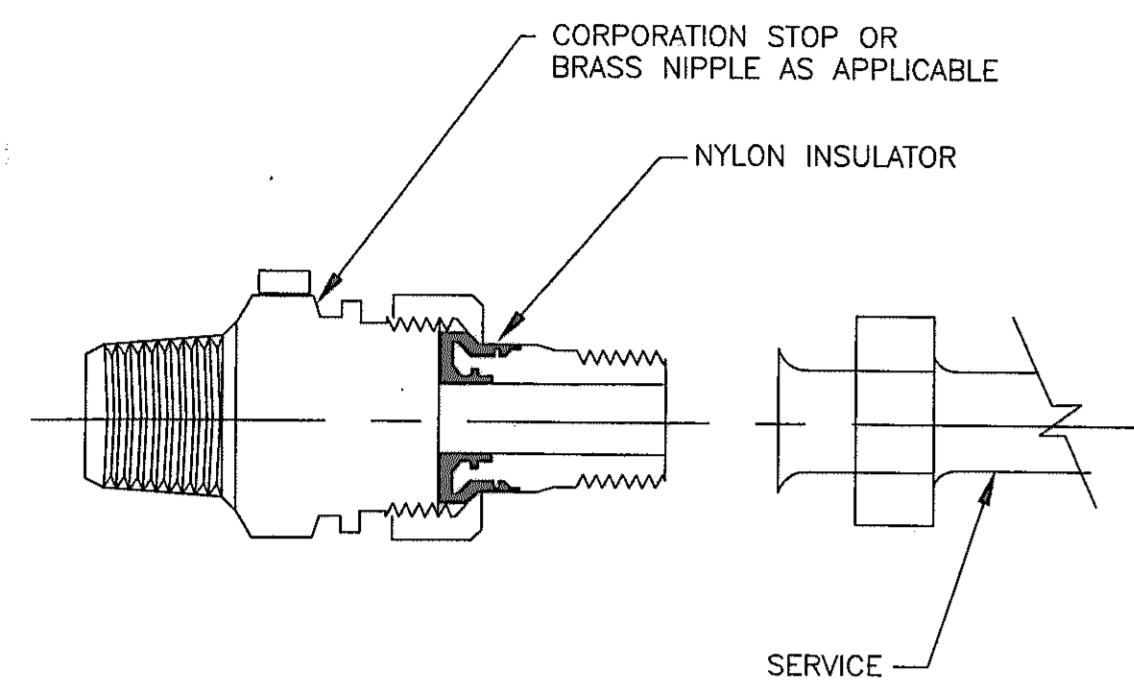 CORPORATION STOP OR
BRASS NIPPLE AS APPLICABLE
NYLON INSULATOR
SERVICE